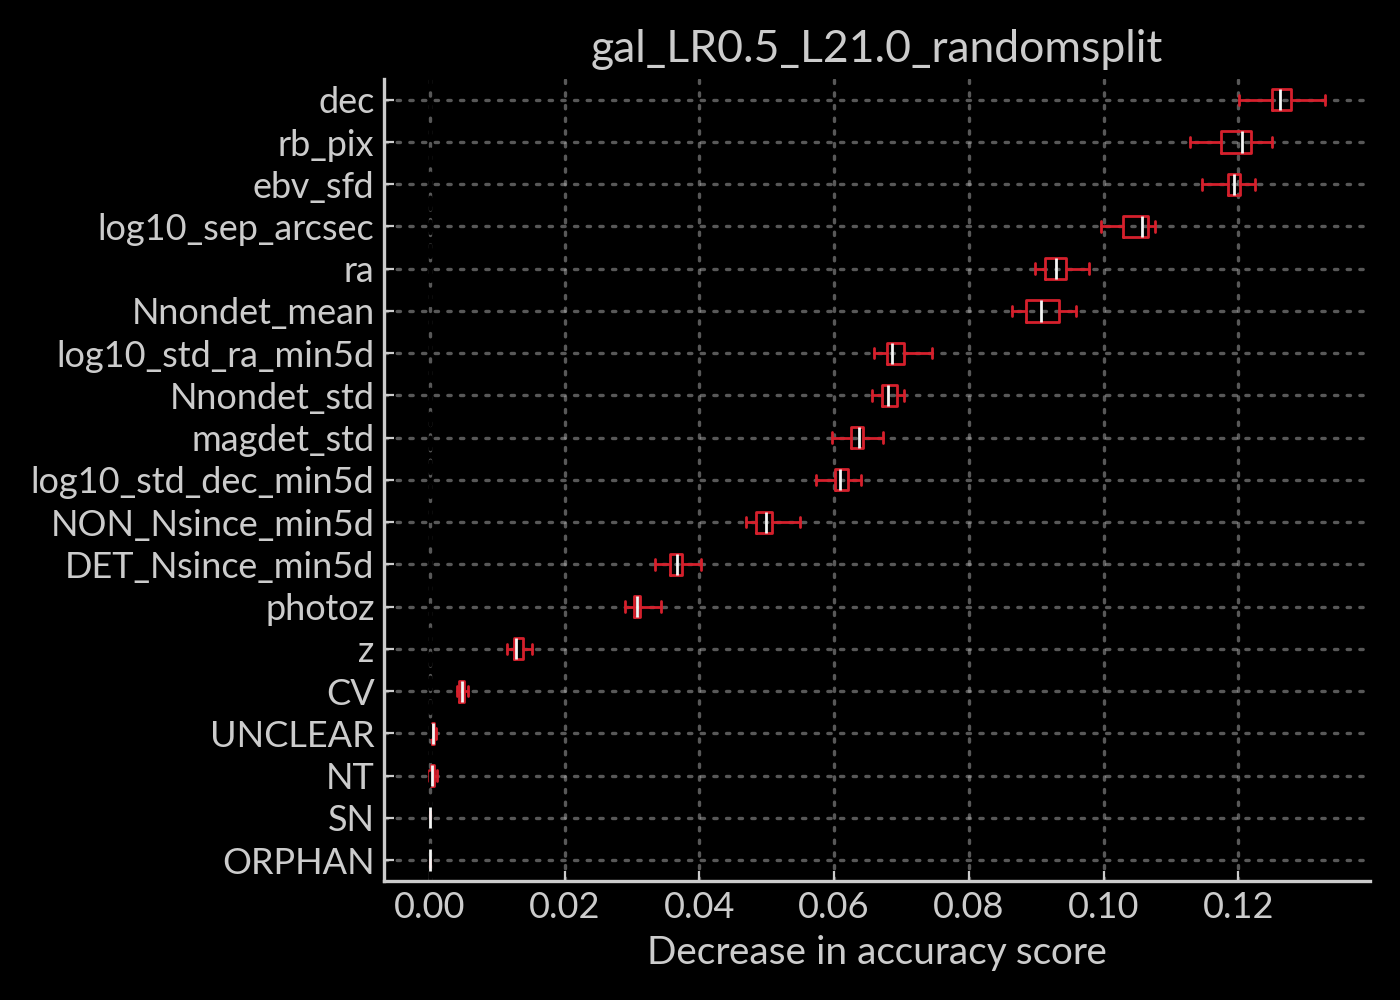 gal_LR0.5_L21.0_randomsplit
dec
rb_pix
ebv_sfd
log10_sep_arcsec
ra
Nnondet_mean
log10_std_ra_min5d
Nnondet_std
magdet_std
log10_std_dec_min5d
NON_Nsince_min5d
DET_Nsince_min5d
photoz
z
CV
UNCLEAR
NT
SN
ORPHAN
0.00 0.02 0.04 0.06 0.08 0.10 0.12
Decrease in accuracy score